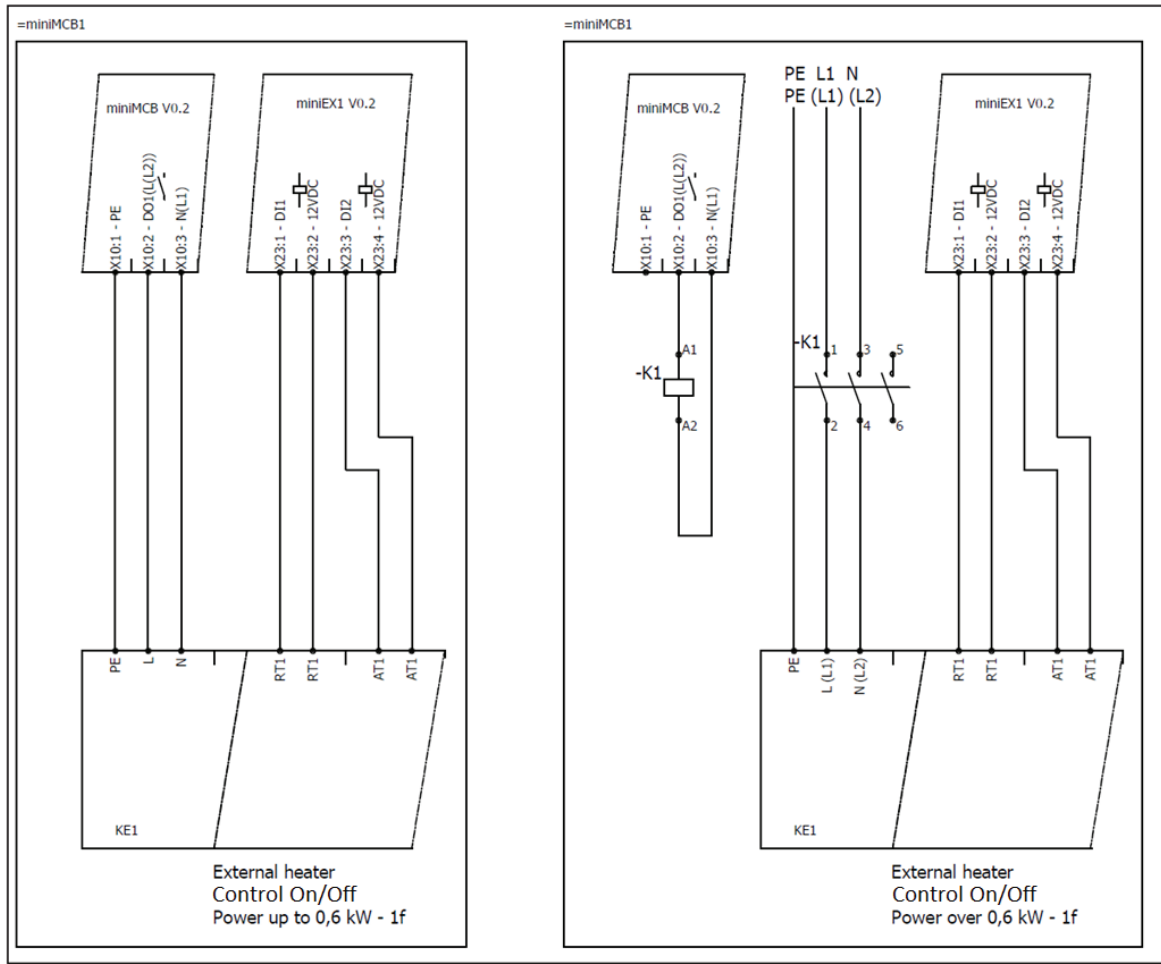 =miniMCB1
miniMCB V0.2
miniEX1 V0.2
X10:1 - PE
X10:2 - DO1(L(L2))
X10:3 - N(L1)
X23:1 - DI1
X23:2 - 12VDC
X23:3 - DI2
X23:4 - 12VDC
PE
L
N
RT1
RT1
AT1
AT1
KE1
External heater
Control On/Off
Power up to 0,6 kW - 1f
=miniMCB1
PE L1 N
PE (L1) (L2)
miniMCB V0.2
miniEX1 V0.2
X10:1 - PE
X10:2 - DO1(L(L2))
X10:3 - N(L1)
X23:1 - DI1
X23:2 - 12VDC
X23:3 - DI2
X23:4 - 12VDC
-K1
A1
A2
-K1
1
3
5
2
4
6
PE
L (L1)
N (L2)
RT1
RT1
AT1
AT1
KE1
External heater
Control On/Off
Power over 0,6 kW - 1f